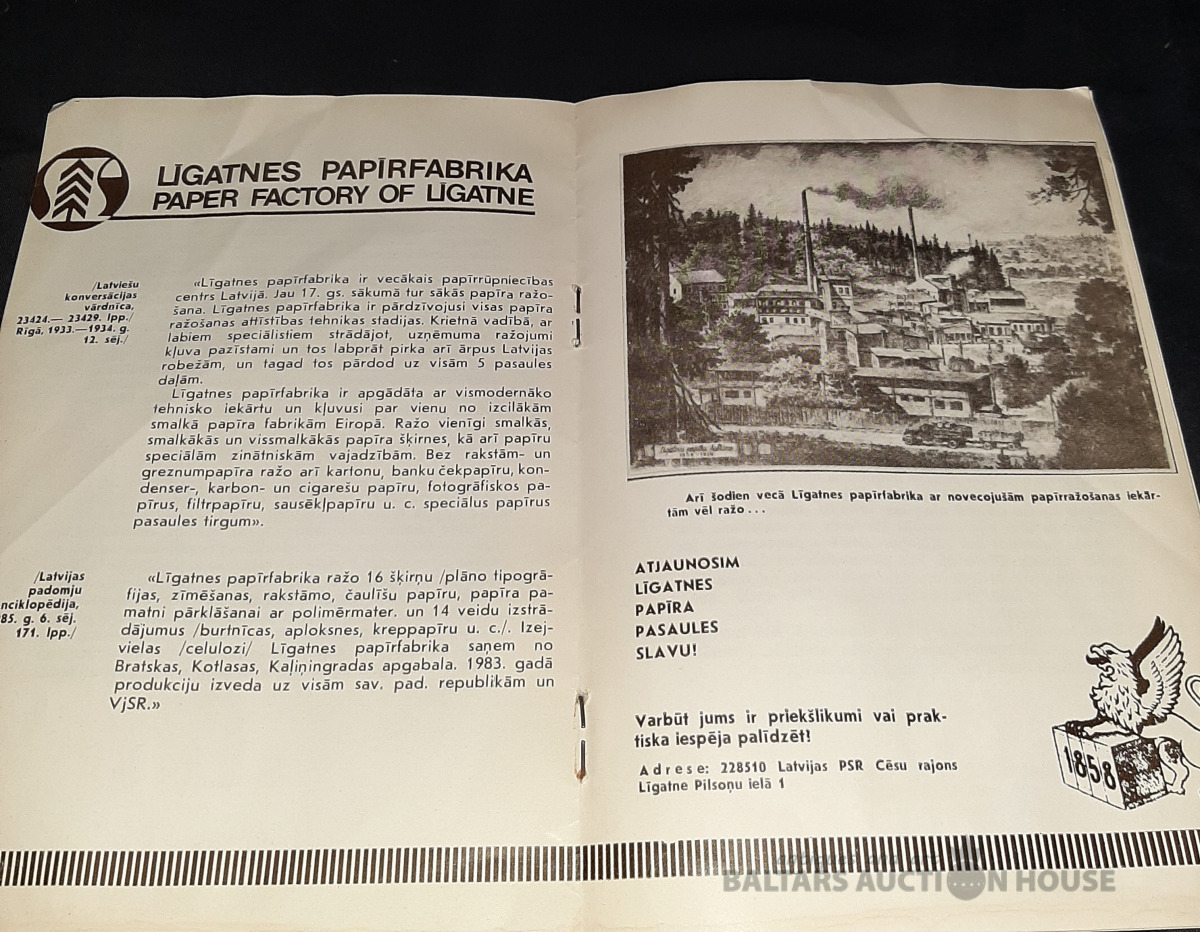 LĪGATNES PAPĪRFABRIKA
PAPER FACTORY OF LĪGATNE
/Latviešu
konversācijas
vārdnīca,
23424.— 23429. lpp./
Rīgā, 1933.—1934. g.
12. sēj./
«Līgatnes papīrfabrika ir vecākais papīrrūpniecības
centrs Latvijā. Jau 17. gs. sākumā tur sākās papīra ražo-
šana. Līgatnes papīrfabrika ir pārdzīvojusi visas papīra
ražošanas attīstības tehnikas stadijas. Krietnā vadībā, ar
labiem speciālistiem strādājot, uzņēmuma ražojumi
kļuva pazīstami un tos labprāt pirka arī ārpus Latvijas
robežām, un tagad tos pārdod uz visām 5 pasaules
daļām.
Līgatnes papīrfabrika ir apgādāta ar vismodernāko
tehnisko iekārtu un kļuvusi par vienu no izcilākām
smalkā papīra fabrikām Eiropā. Ražo vienīgi smalkās,
smalkākās un vissmalkākās papīra šķirnes, kā arī papīru
speciālām zinātniskām vajadzībām. Bez rakstām- un
greznumpapīra ražo arī kartonu, banku čekpapīru, kon-
denser-, karbon- un cigarešu papīru, fotogrāfiskos pa-
pīrus, filtrpapīru, sausēkļpapīru u. c. speciālus papīrus
pasaules tirgum».
/Latvijas
padomju
nciklopēdija,
85. g. 6. sēj.
171. lpp./
«Līgatnes papīrfabrika ražo 16 šķirņu /plāno tipogrā-
fijas, zīmēšanas, rakstāmo, čaulīšu papīru, papīra pa-
matni pārklāšanai ar polimērmater. un 14 veidu izstrā-
dājumus /burtnīcas, aploksnes, kreppapīru u. c./. Izej-
vielas /celulozi/ Līgatnes papīrfabrika saņem no
Bratskas, Kotlasas, Kaļiņingradas apgabala. 1983. gadā
produkciju izveda uz visām sav. pad. republikām un
VjSR.»
Arī šodien vecā Līgatnes papīrfabrika ar novecojušām papīrražošanas iekār-
tām vēl ražo . . .
ATJAUNOSIM
LĪGATNES
PAPĪRA
PASAULES
SLAVU!
Varbūt jums ir priekšlikumi vai prak-
tiska iespēja palīdzēt!
Adrese: 228510 Latvijas PSR Cēsu rajons
Līgatne Pilsoņu ielā 1
1858
BALTARS AUCTION HOUSE